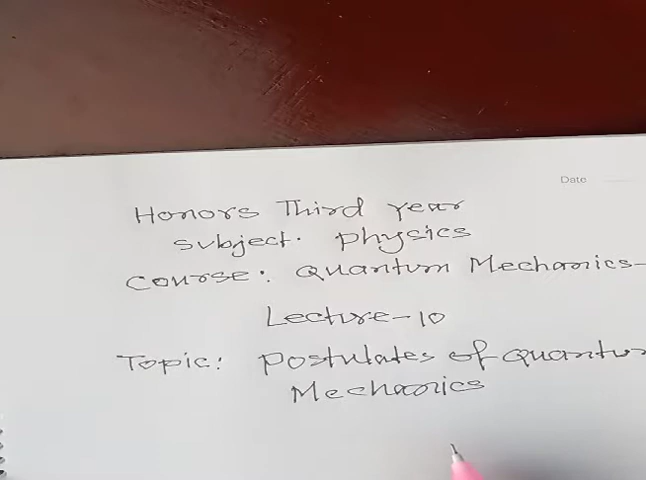 Date
Honors Third year
subject. physics
course: Quantum Mechanics-
Lecture-10
Topic: postulates of quantum
Mechanics